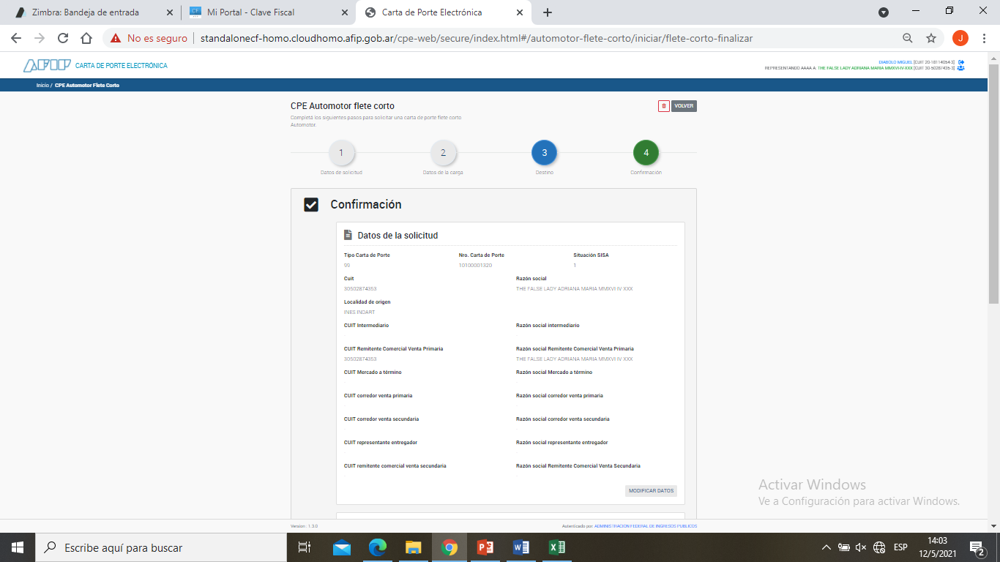 Zimbra: Bandeja de entrada
Mi Portal - Clave Fiscal
Carta de Porte Electrónica
No es seguro
standalonecf-homo.cloudhomo.afip.gob.ar/cpe-web/secure/index.html#/automotor-flete-corto/iniciar/flete-corto-finalizar
J
AFIP CARTA DE PORTE ELECTRÓNICA
DIABOLO MIGUEL [CUIT 20-18114054-3]
REPRESENTANDO AAAA A: THE FALSE LADY ADRIANA MARIA MMXVI-IV-XXX [CUIT 30-50287435-3]
Inicio / CPE Automotor Flete Corto
CPE Automotor flete corto
VOLVER
Completá los siguientes pasos para solicitar una carta de porte flete corto
Automotor.
1 2 3 4
Datos de solicitud Datos de la carga Destino Confirmación
Confirmación
Datos de la solicitud
Tipo Carta de Porte Nro. Carta de Porte Situación SISA
99 10100001320 1
Cuit Razón social
30502874353 THE FALSE LADY ADRIANA MARIA MMXVI IV XXX
Localidad de origen
INES INDART
CUIT Intermediario Razón social intermediario
CUIT Remitente Comercial Venta Primaria Razón social Remitente Comercial Venta Primaria
30502874353 THE FALSE LADY ADRIANA MARIA MMXVI IV XXX
CUIT Mercado a término Razón social Mercado a término
CUIT corredor venta primaria Razón social corredor venta primaria
CUIT corredor venta secundaria Razón social corredor venta secundaria
CUIT representante entregador Razón social representante entregador
CUIT remitente comercial venta secundaria Razón social Remitente Comercial Venta Secundaria
MODIFICAR DATOS
Activar Windows
Ve a Configuración para activar Windows.
Versión : 1.3.0
Autenticado por: ADMINISTRACION FEDERAL DE INGRESOS PUBLICOS
Escribe aquí para buscar
ESP
14:03
12/5/2021
2